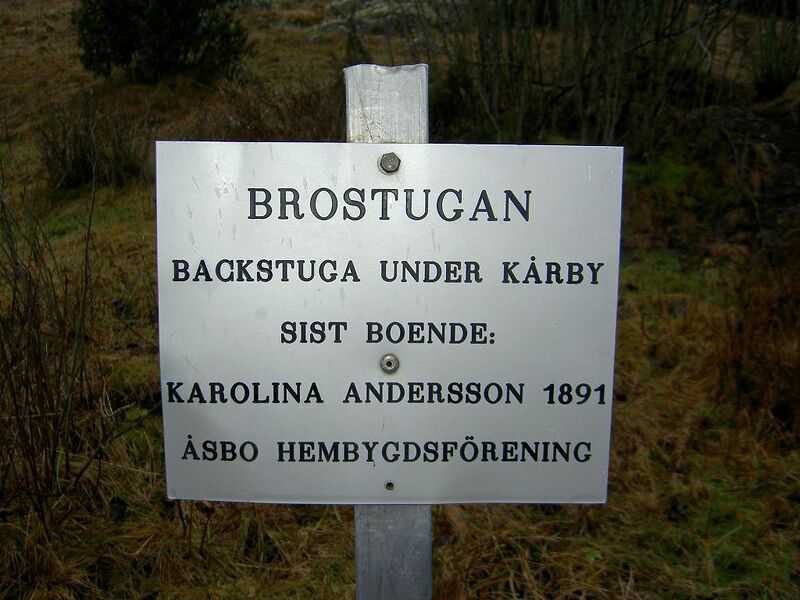 BROSTUGAN
BACKSTUGA UNDER KÅRBY
SIST BOENDE:
KAROLINA ANDERSSON 1891
ÅSBO HEMBYGDSFÖRENING